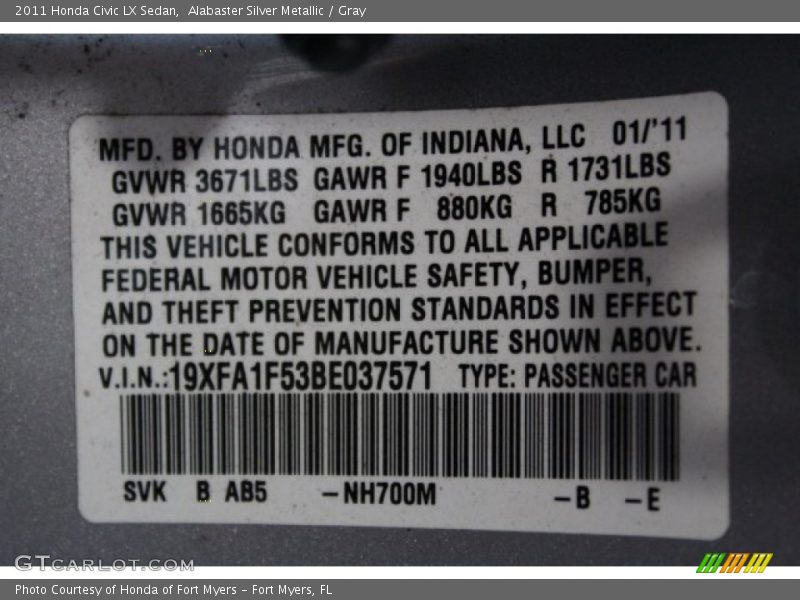 2011 Honda Civic LX Sedan,  Alabaster Silver Metallic / Gray
MFD. BY HONDA MFG. OF INDIANA, LLC 01/'11
GVWR 3671LBS GAWR F 1940LBS R 1731LBS
GVWR 1665KG GAWR F 880KG R 785KG
THIS VEHICLE CONFORMS TO ALL APPLICABLE
FEDERAL MOTOR VEHICLE SAFETY, BUMPER,
AND THEFT PREVENTION STANDARDS IN EFFECT
ON THE DATE OF MANUFACTURE SHOWN ABOVE.
V.I.N.:19XFA1F53BE037571 TYPE: PASSENGER CAR
SVK B AB5 –NH700M –B –E
GTCARLOT.COM
Photo Courtesy of Honda of Fort Myers – Fort Myers, FL